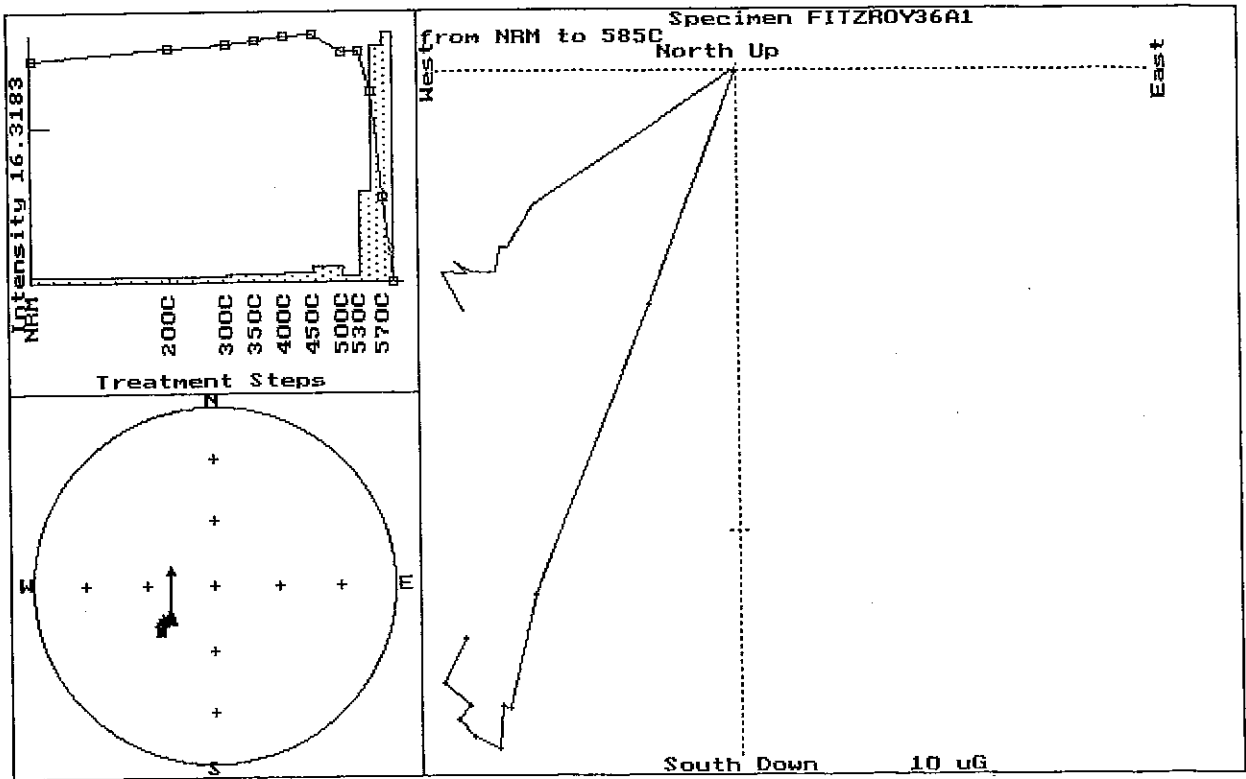 Specimen FITZROY36A1
from NRM to 585C
North Up
West
East
Intensity 16.3183
NRM
200C
300C
350C
400C
450C
500C
530C
570C
Treatment Steps
N
W
E
S
South Down
10 uG